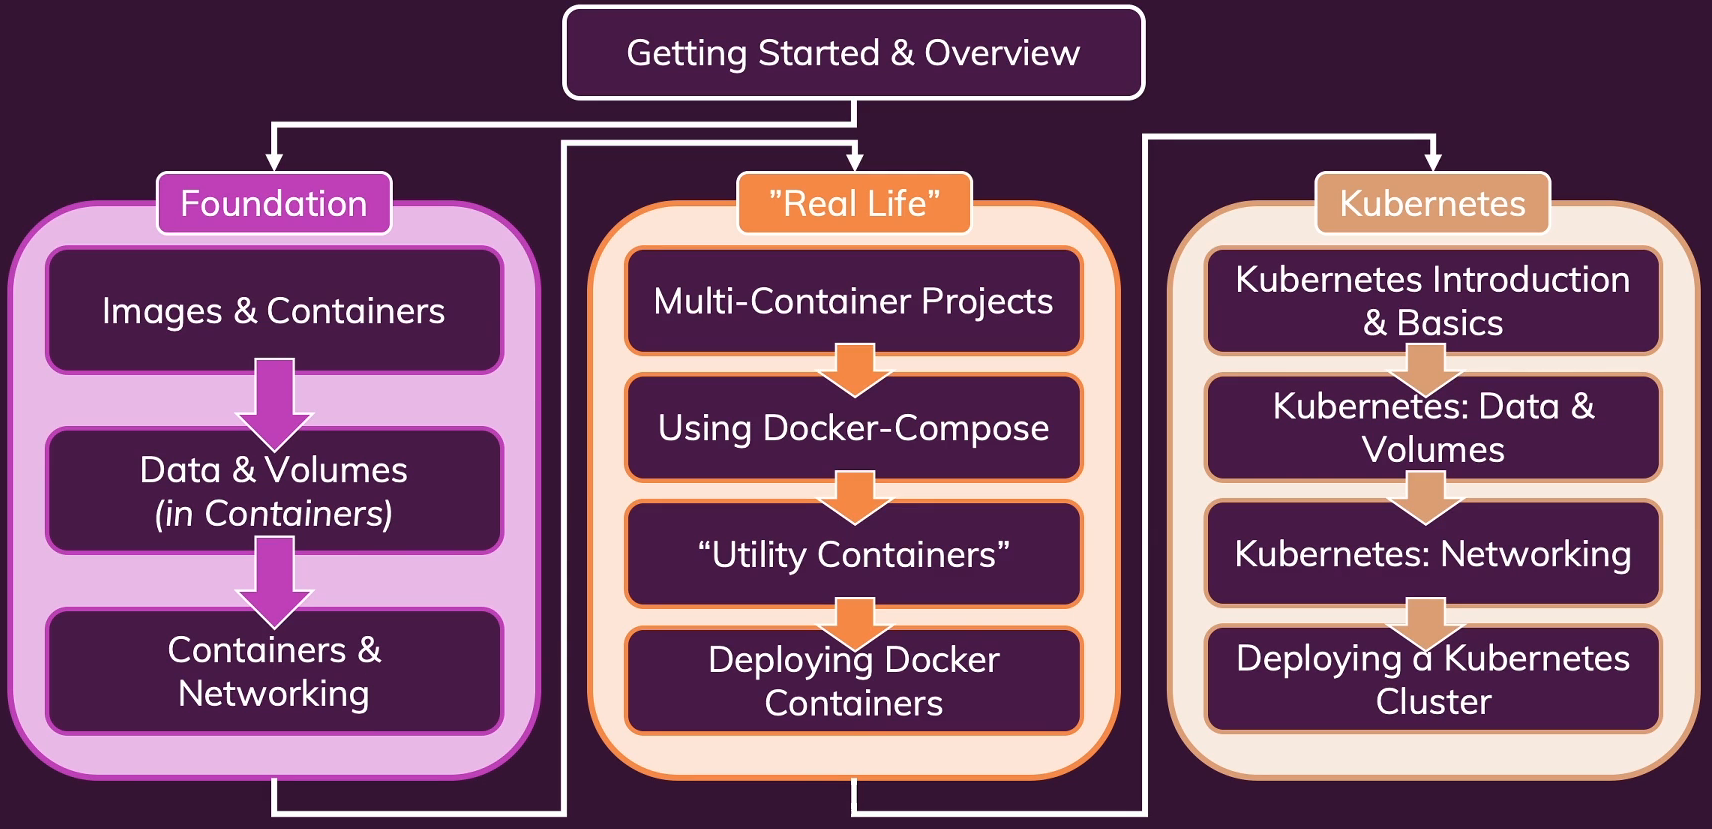 Getting Started & Overview
Foundation
Images & Containers
Data & Volumes
(in Containers)
Containers &
Networking
”Real Life”
Multi-Container Projects
Using Docker-Compose
“Utility Containers”
Deploying Docker
Containers
Kubernetes
Kubernetes Introduction
& Basics
Kubernetes: Data &
Volumes
Kubernetes: Networking
Deploying a Kubernetes
Cluster